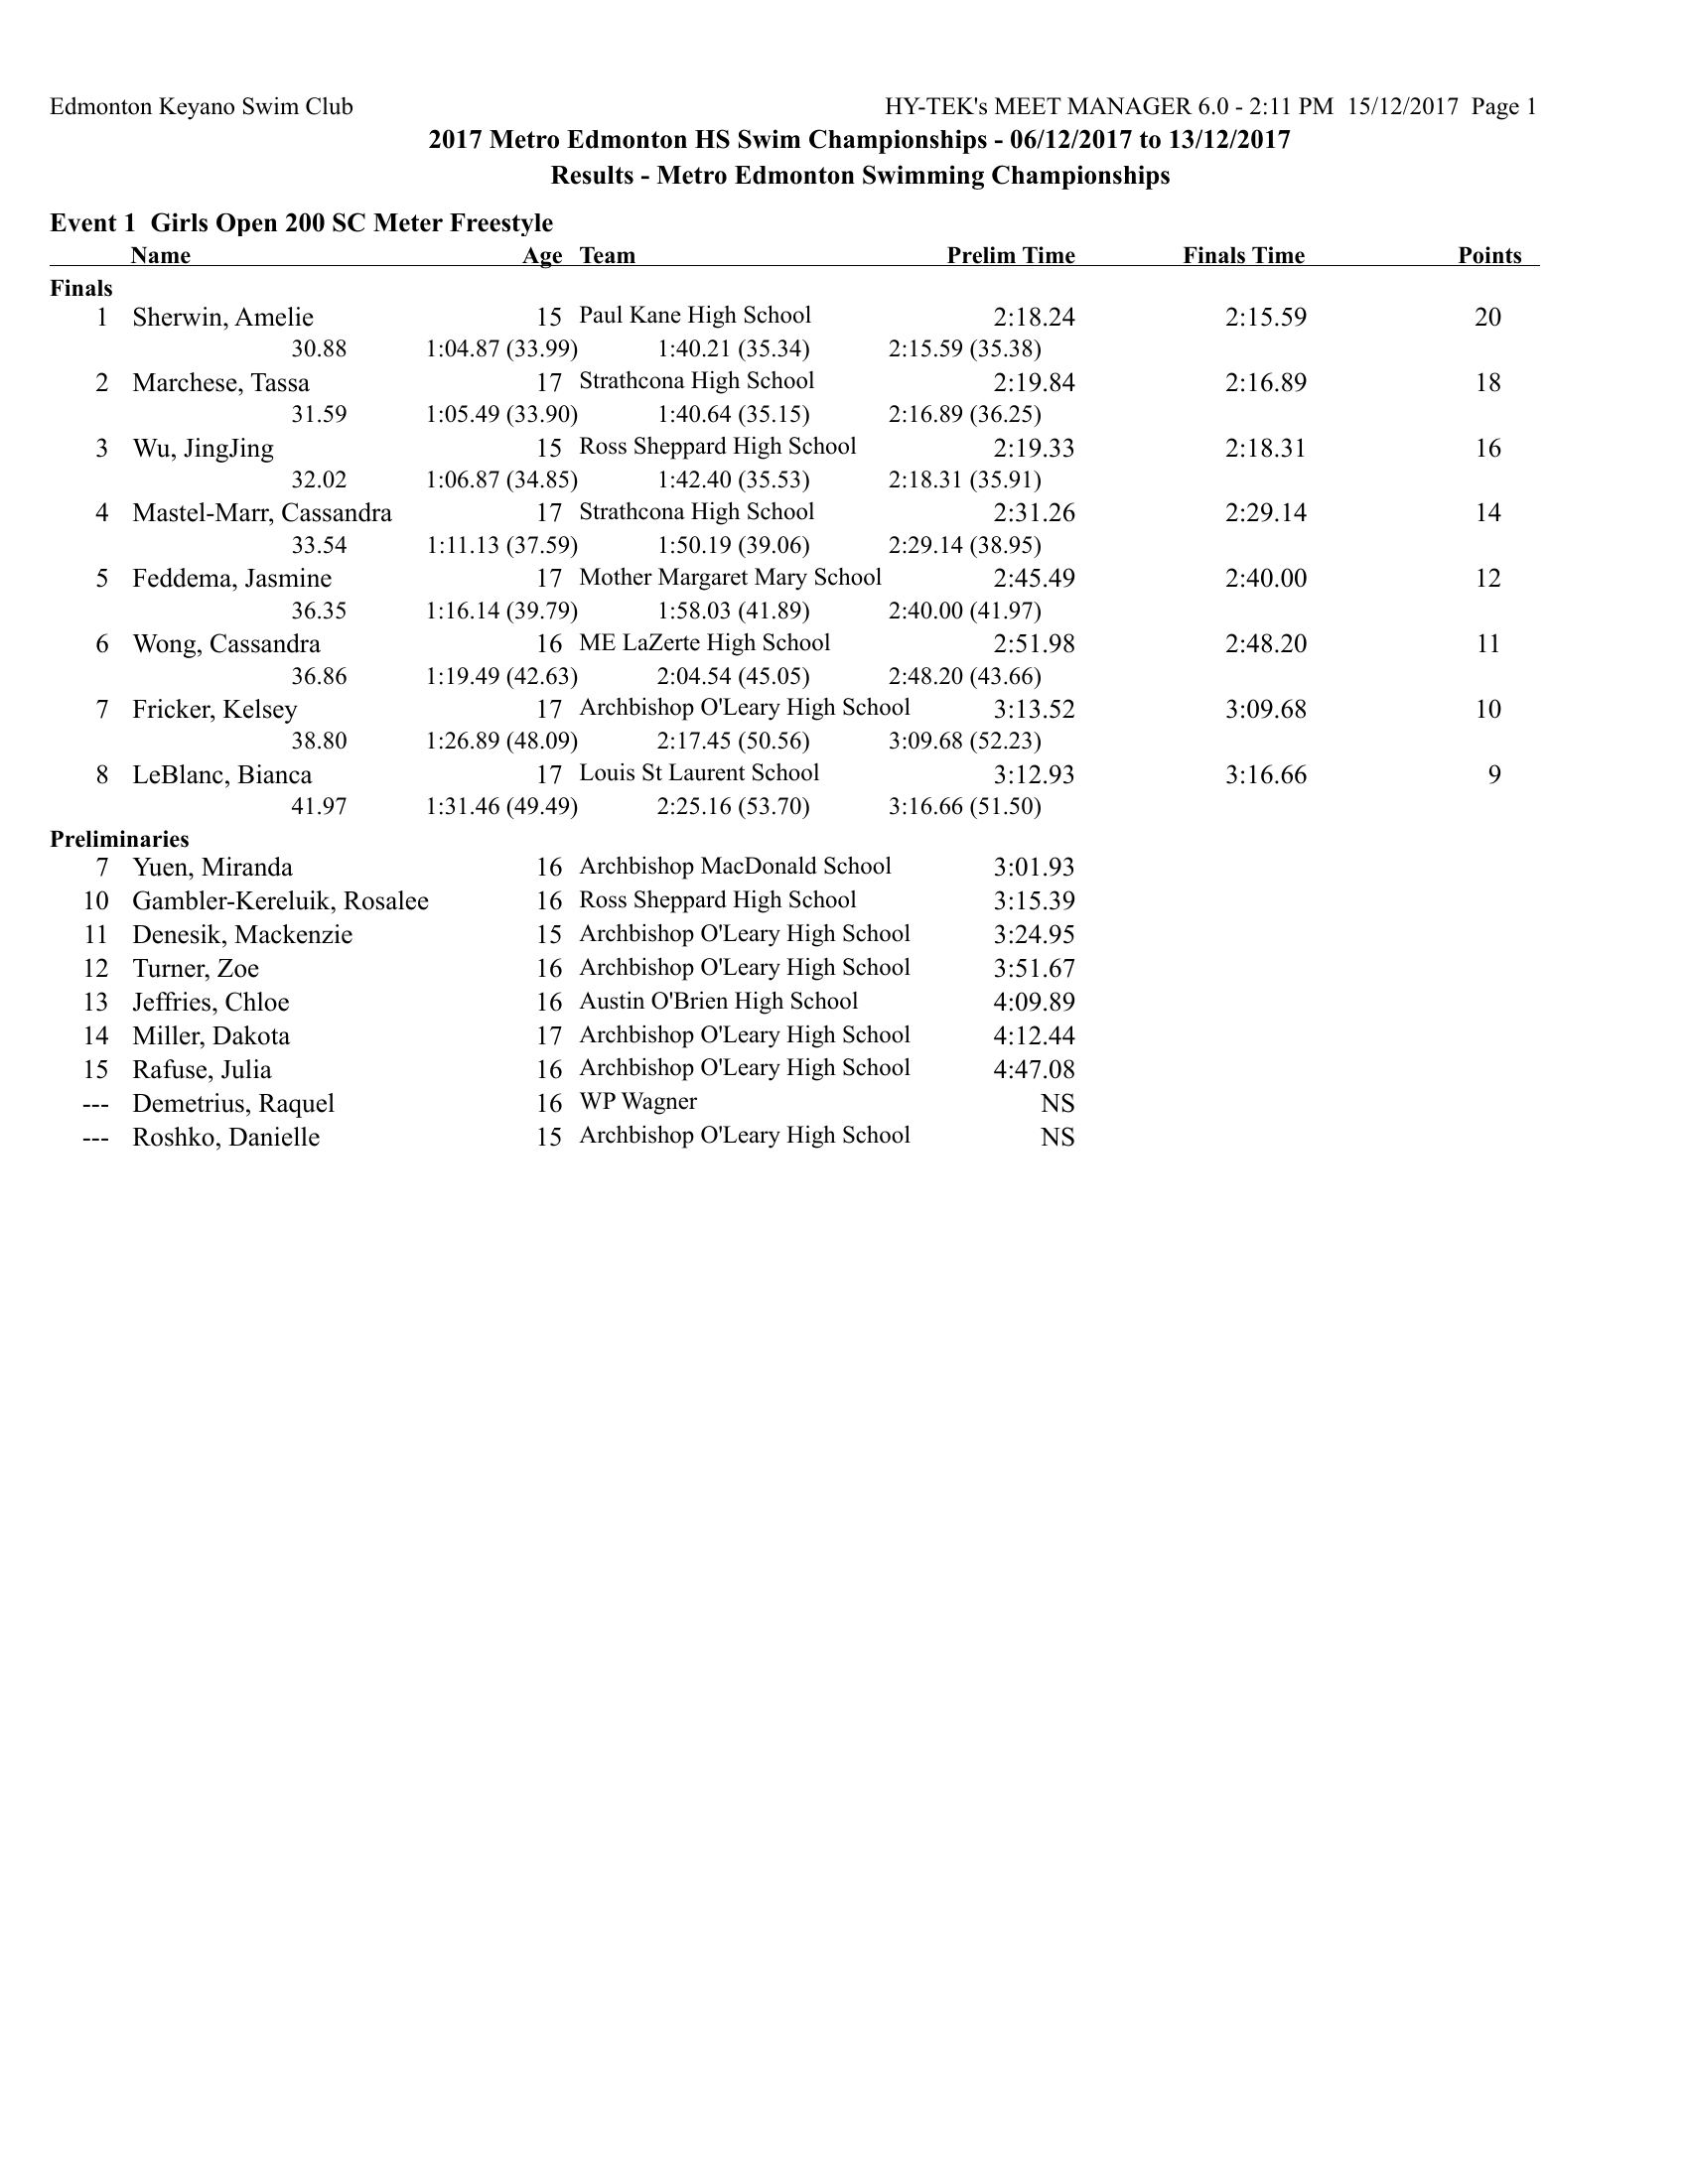 Edmonton Keyano Swim Club HY-TEK's MEET MANAGER 6.0 - 2:11 PM 15/12/2017 Page 1
2017 Metro Edmonton HS Swim Championships - 06/12/2017 to 13/12/2017
Results - Metro Edmonton Swimming Championships
Event 1 Girls Open 200 SC Meter Freestyle
Name Age Team Prelim Time Finals Time Points
Finals
1 Sherwin, Amelie 15 Paul Kane High School 2:18.24 2:15.59 20
30.88 1:04.87 (33.99) 1:40.21 (35.34) 2:15.59 (35.38)
2 Marchese, Tassa 17 Strathcona High School 2:19.84 2:16.89 18
31.59 1:05.49 (33.90) 1:40.64 (35.15) 2:16.89 (36.25)
3 Wu, JingJing 15 Ross Sheppard High School 2:19.33 2:18.31 16
32.02 1:06.87 (34.85) 1:42.40 (35.53) 2:18.31 (35.91)
4 Mastel-Marr, Cassandra 17 Strathcona High School 2:31.26 2:29.14 14
33.54 1:11.13 (37.59) 1:50.19 (39.06) 2:29.14 (38.95)
5 Feddema, Jasmine 17 Mother Margaret Mary School 2:45.49 2:40.00 12
36.35 1:16.14 (39.79) 1:58.03 (41.89) 2:40.00 (41.97)
6 Wong, Cassandra 16 ME LaZerte High School 2:51.98 2:48.20 11
36.86 1:19.49 (42.63) 2:04.54 (45.05) 2:48.20 (43.66)
7 Fricker, Kelsey 17 Archbishop O'Leary High School 3:13.52 3:09.68 10
38.80 1:26.89 (48.09) 2:17.45 (50.56) 3:09.68 (52.23)
8 LeBlanc, Bianca 17 Louis St Laurent School 3:12.93 3:16.66 9
41.97 1:31.46 (49.49) 2:25.16 (53.70) 3:16.66 (51.50)
Preliminaries
7 Yuen, Miranda 16 Archbishop MacDonald School 3:01.93
10 Gambler-Kereluik, Rosalee 16 Ross Sheppard High School 3:15.39
11 Denesik, Mackenzie 15 Archbishop O'Leary High School 3:24.95
12 Turner, Zoe 16 Archbishop O'Leary High School 3:51.67
13 Jeffries, Chloe 16 Austin O'Brien High School 4:09.89
14 Miller, Dakota 17 Archbishop O'Leary High School 4:12.44
15 Rafuse, Julia 16 Archbishop O'Leary High School 4:47.08
--- Demetrius, Raquel 16 WP Wagner NS
--- Roshko, Danielle 15 Archbishop O'Leary High School NS